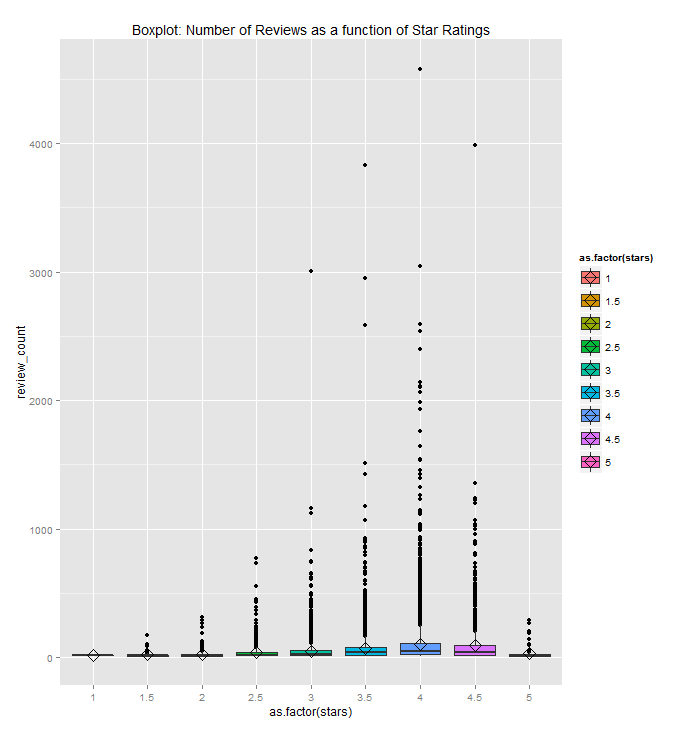 Boxplot: Number of Reviews as a function of Star Ratings
review_count
4000
3000
2000
1000
0
1 1.5 2 2.5 3 3.5 4 4.5 5
as.factor(stars)
as.factor(stars)
1
1.5
2
2.5
3
3.5
4
4.5
5